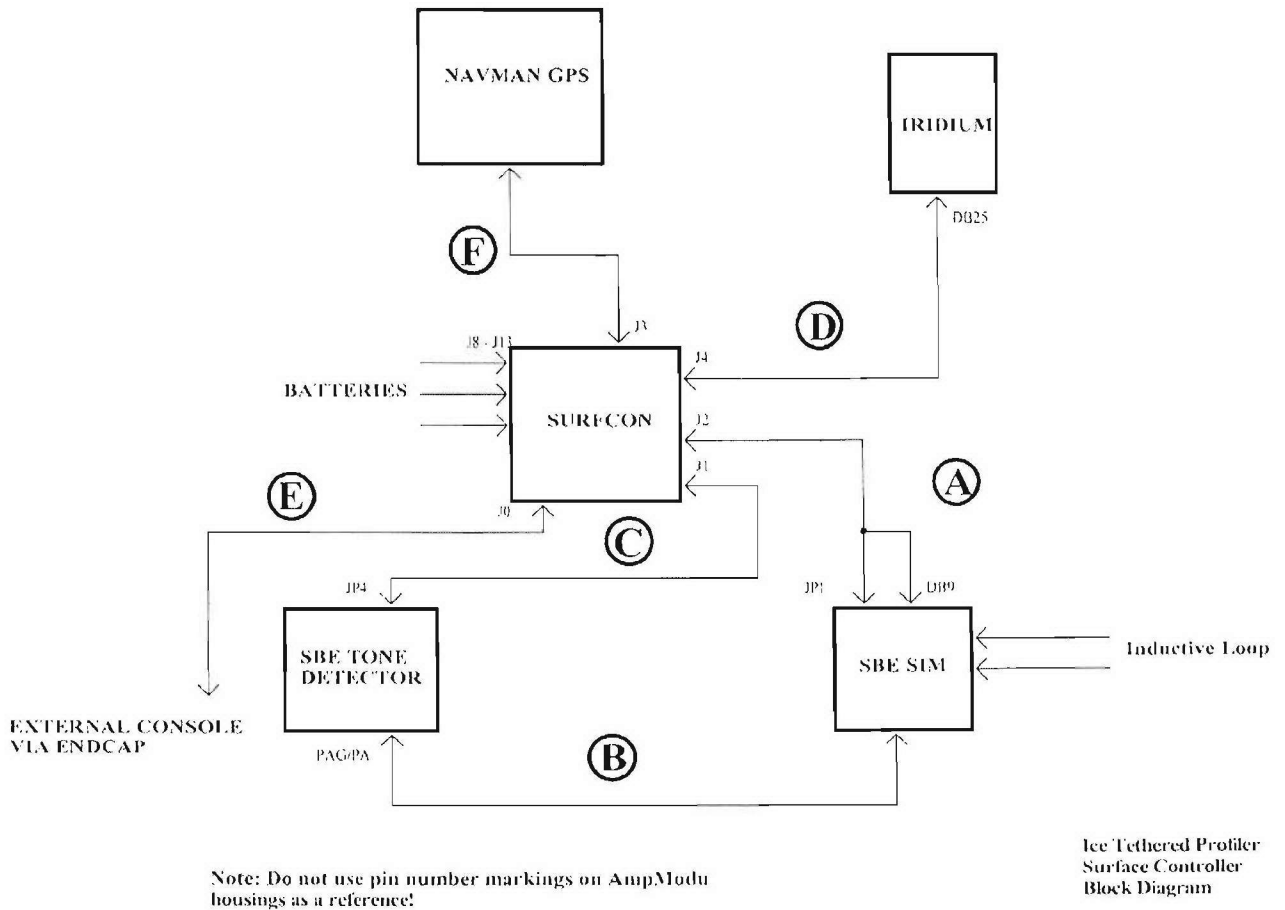 NAVMAN GPS
IRIDIUM
DB25
F
D
J3
J8 - J13
J4
BATTERIES
SURFCON
J2
J1
A
E
J0
C
JP4
JP1
DB9
SBE TONE
DETECTOR
SBE SIM
Inductive Loop
EXTERNAL CONSOLE
VIA ENDCAP
PAG/PA
B
Note: Do not use pin number markings on AmpModu
housings as a reference!
Ice Tethered Profiler
Surface Controller
Block Diagram